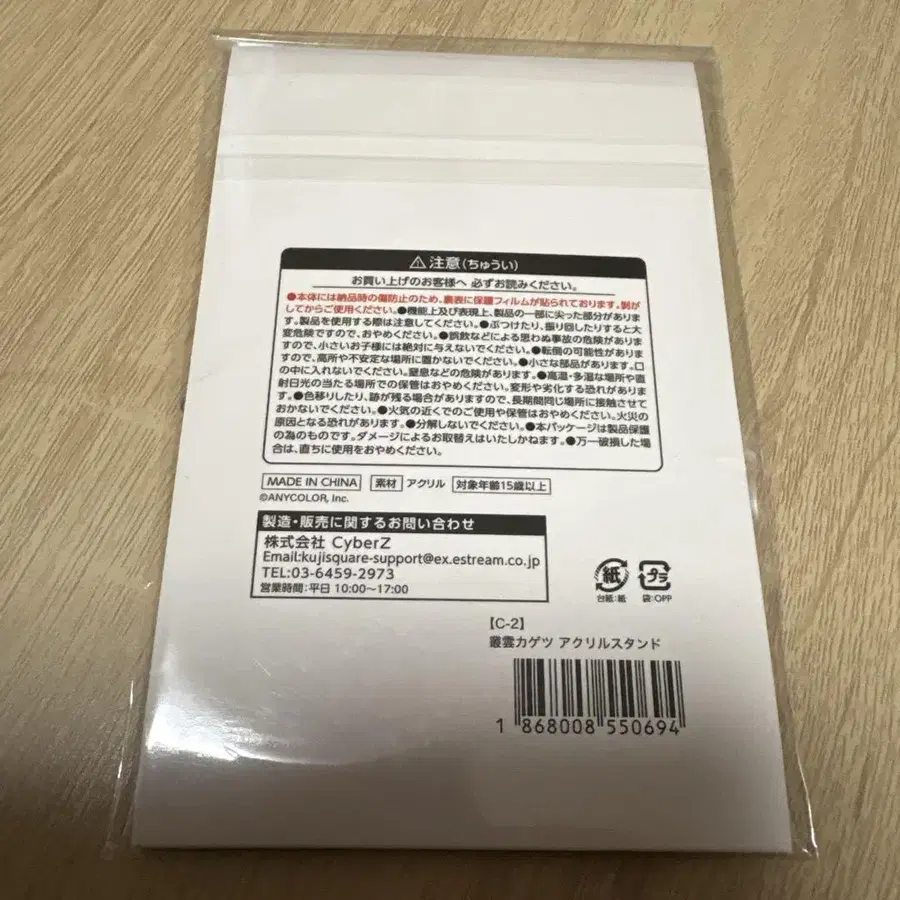 ⚠注意(ちゅうい)
お買い上げのお客様へ 必ずお読みください。
●本体には納品時の傷防止のため、裏表に保護フィルムが貼られております。剝が
してからご使用ください。●機能上及び表現上、製品の一部に尖った部分がありま
す。製品を使用する際は注意してください。●ぶつけたり、振り回したりすると大
変危険ですので、おやめください。●誤飲などによる思わぬ事故の危険がありま
すので、小さいお子様には絶対に与えないでください。●転倒の可能性がありま
すので、高所や不安定な場所に置かないでください。●小さな部品があります。口
の中に入れないでください。窒息などの危険があります。●高温・多湿な場所や直
射日光の当たる場所での保管はおやめください。変形や劣化する恐れがありま
す。●色移りしたり、跡が残る場合がありますので、長期間同じ場所に接触させて
おかないでください。●火気の近くでのご使用や保管はおやめください。火災の
原因となる恐れがあります。●分解しないでください。●本パッケージは製品保護
の為のものです。ダメージによるお取替えはいたしかねます。●万一破損した場
合は、直ちに使用をおやめください。
MADE IN CHINA 素材 アクリル 対象年齢15歳以上
©ANYCOLOR, Inc.
製造・販売に関するお問い合わせ
株式会社 CyberZ
Email:kujisquare-support@ex.estream.co.jp
TEL:03-6459-2973
営業時間:平日 10:00〜17:00
紙 プラ
台紙:紙 袋:OPP
【C-2】
叢雲カゲツ アクリルスタンド
1 868008 550694